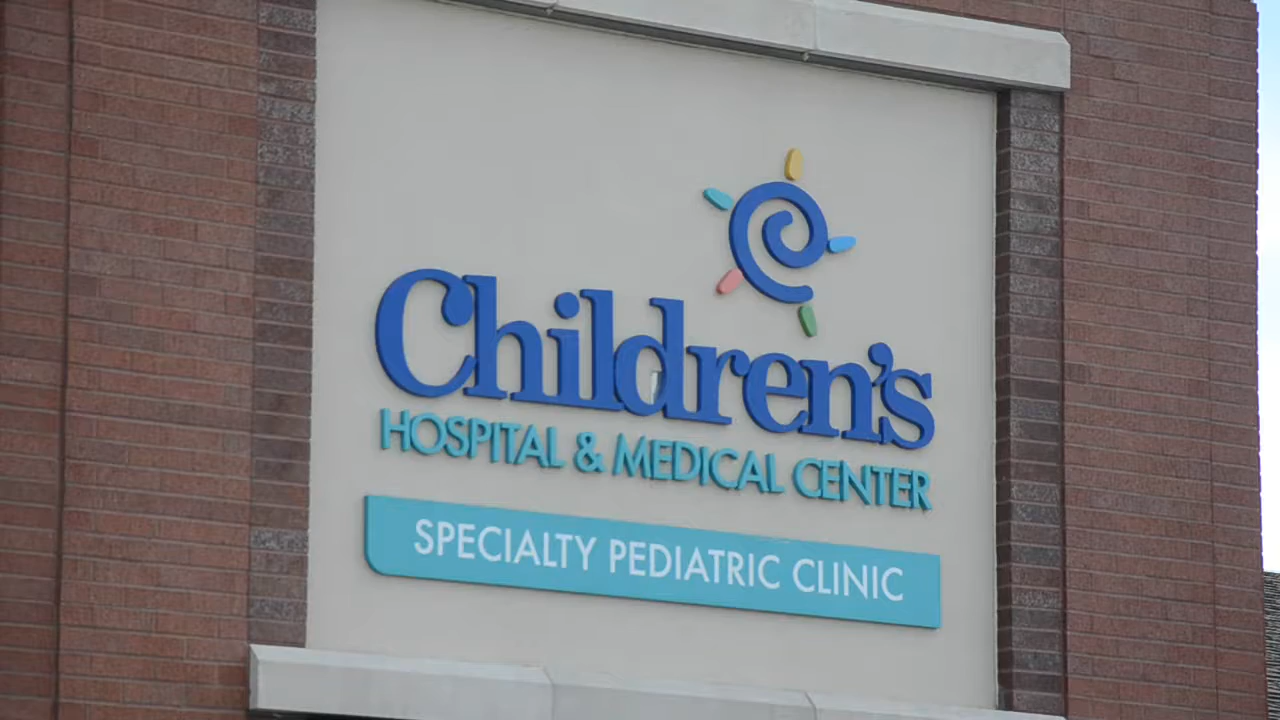 Children's
HOSPITAL & MEDICAL CENTER
SPECIALTY PEDIATRIC CLINIC